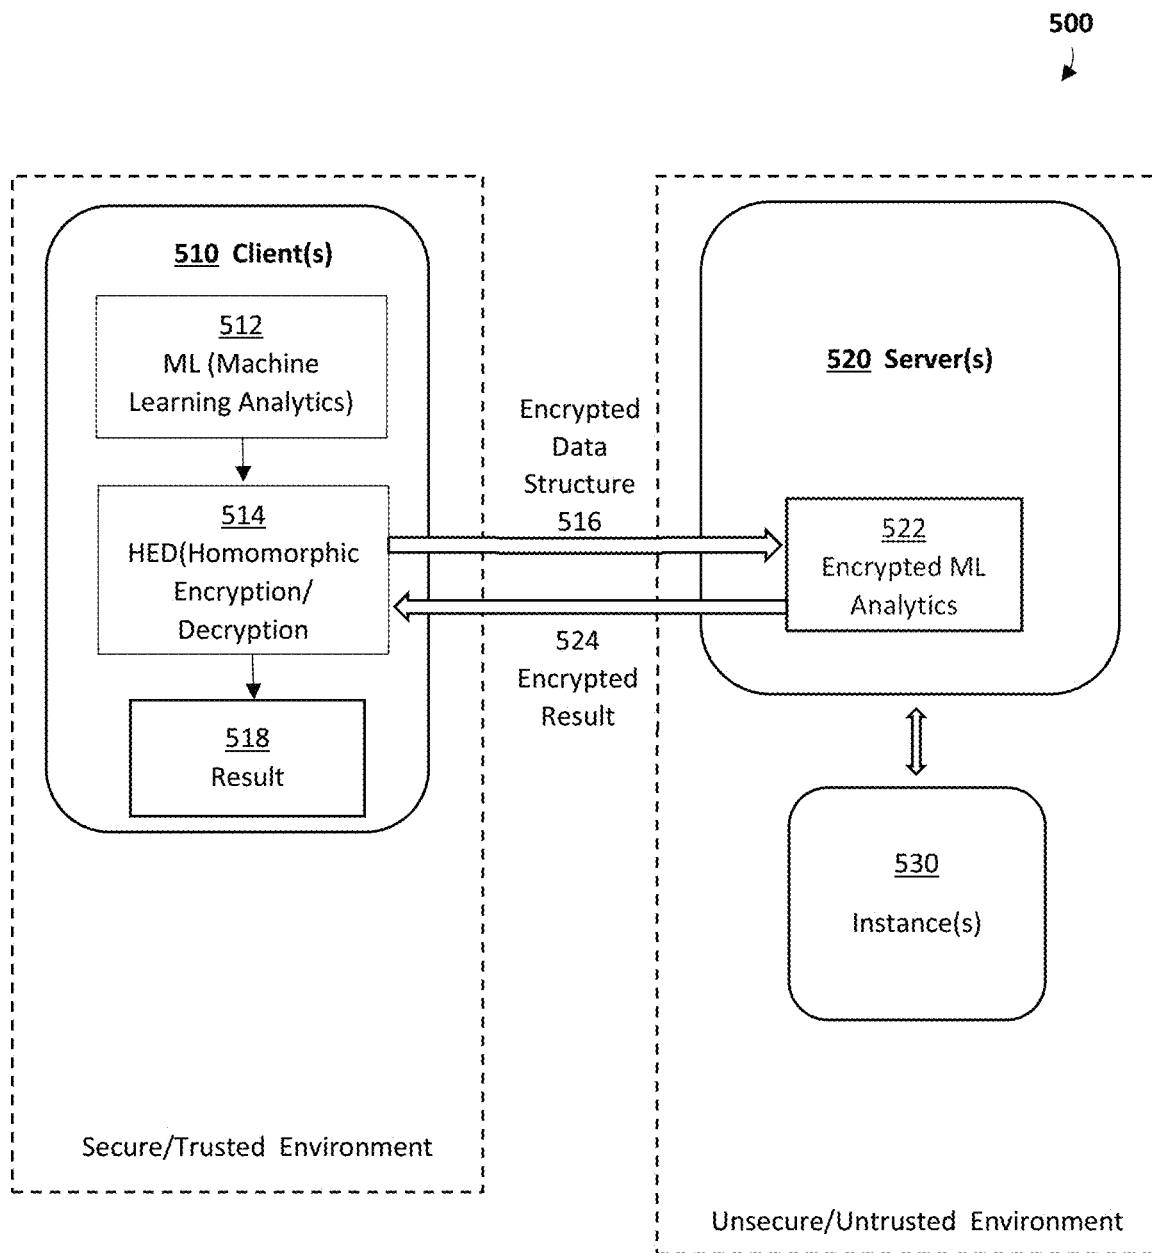 500
510 Client(s)
512
ML (Machine
Learning Analytics)
514
HED(Homomorphic
Encryption/
Decryption
518
Result
Secure/Trusted Environment
Encrypted
Data
Structure
516
524
Encrypted
Result
520 Server(s)
522
Encrypted ML
Analytics
530
Instance(s)
Unsecure/Untrusted Environment